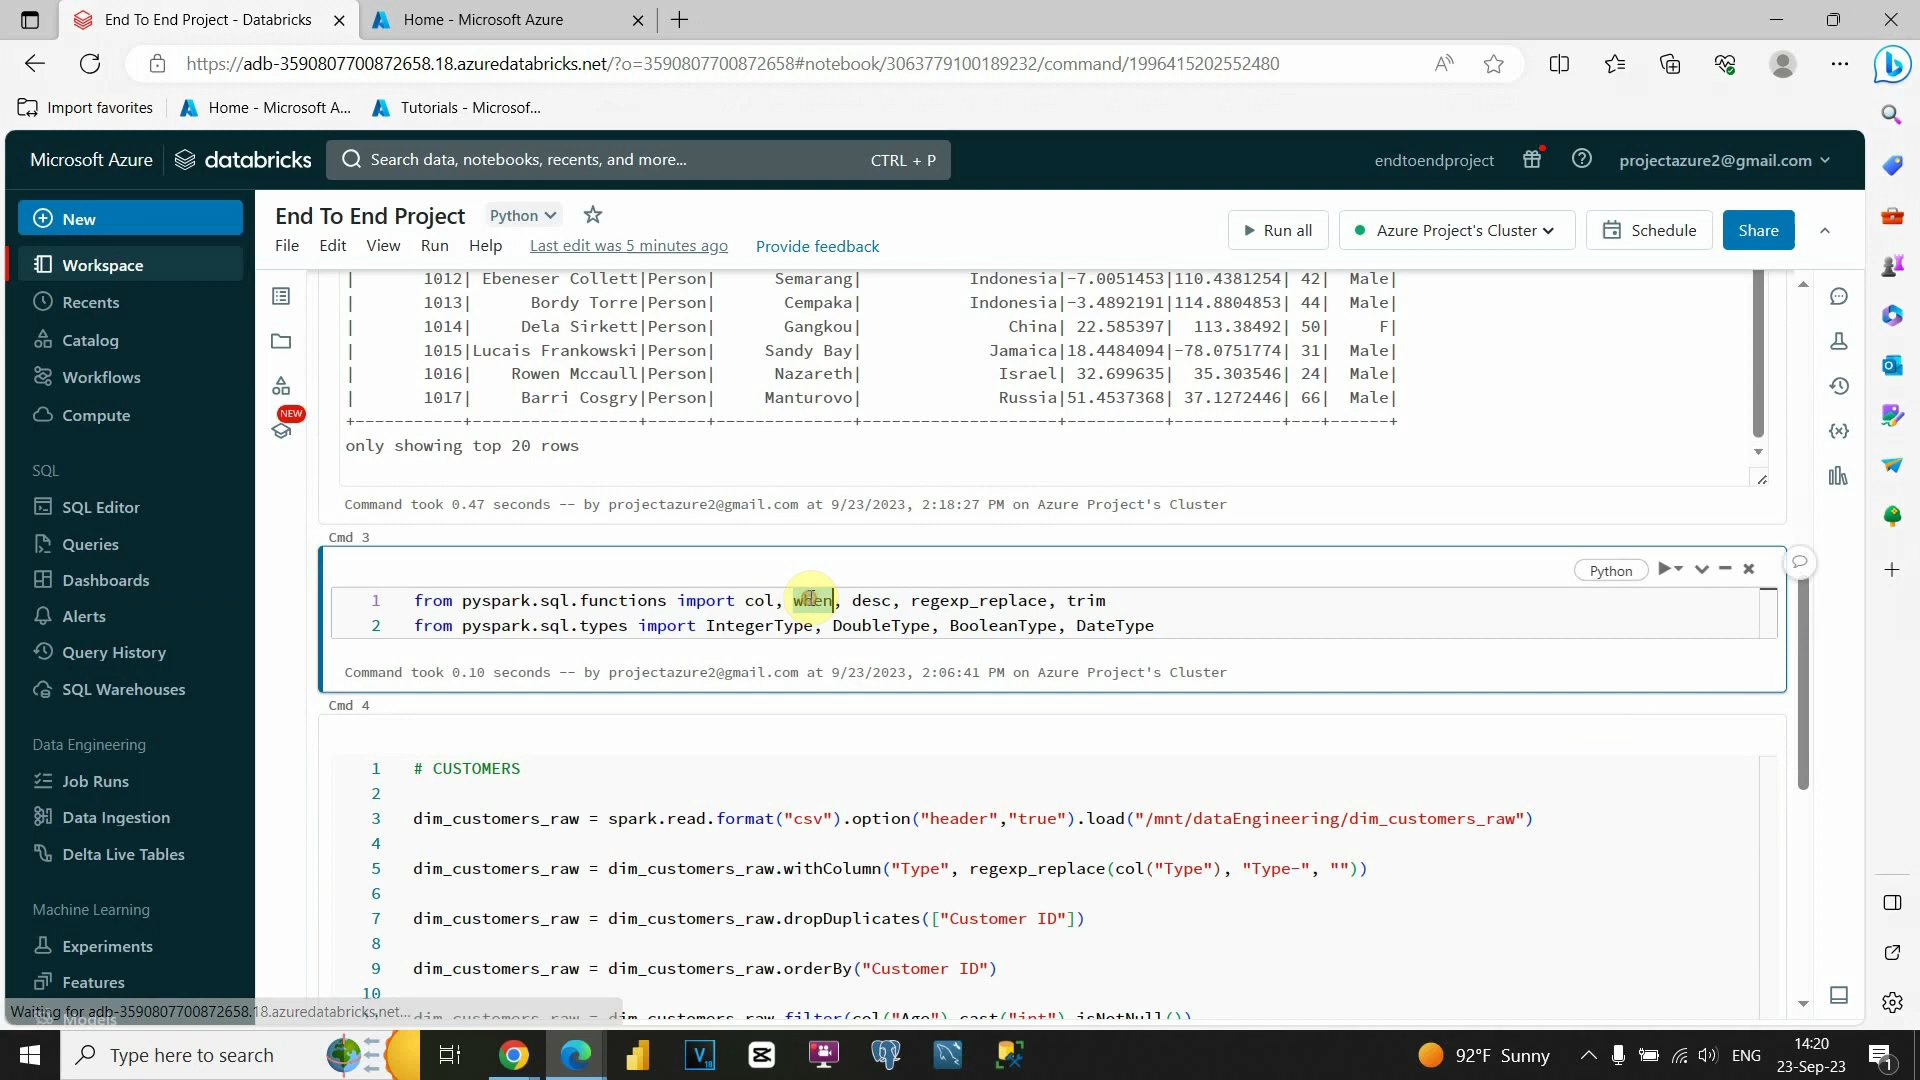 End To End Project - Databricks
Home - Microsoft Azure
https://adb-3590807700872658.18.azuredatabricks.net/?o=3590807700872658#notebook/3063779100189232/command/1996415202552480
Import favorites
Home - Microsoft A...
Tutorials - Microsof...
Microsoft Azure
databricks
Search data, notebooks, recents, and more...
CTRL + P
endtoendproject
projectazure2@gmail.com
New
Workspace
Recents
Catalog
Workflows
Compute
SQL
SQL Editor
Queries
Dashboards
Alerts
Query History
SQL Warehouses
Data Engineering
Job Runs
Data Ingestion
Delta Live Tables
Machine Learning
Experiments
Features
Models
Waiting for adb-3590807700872658.18.azuredatabricks.net...
End To End Project
Python
File Edit View Run Help
Last edit was 5 minutes ago
Provide feedback
Run all
Azure Project's Cluster
Schedule
Share
NEW
| 1012| Ebeneser Collett|Person| Semarang| Indonesia|-7.0051453|110.4381254| 42| Male|
| 1013| Bordy Torre|Person| Cempaka| Indonesia|-3.4892191|114.8804853| 44| Male|
| 1014| Dela Sirkett|Person| Gangkou| China| 22.585397| 113.38492| 50| F|
| 1015|Lucais Frankowski|Person| Sandy Bay| Jamaica|18.4484094|-78.0751774| 31| Male|
| 1016| Rowen Mccaull|Person| Nazareth| Israel| 32.699635| 35.303546| 24| Male|
| 1017| Barri Cosgry|Person| Manturovo| Russia|51.4537368| 37.1272446| 66| Male|
+-----------+-----------------+------+--------------+--------------------+----------+-----------+---+------+
only showing top 20 rows
Command took 0.47 seconds -- by projectazure2@gmail.com at 9/23/2023, 2:18:27 PM on Azure Project's Cluster
Cmd 3
Python
1 from pyspark.sql.functions import col, when, desc, regexp_replace, trim
2 from pyspark.sql.types import IntegerType, DoubleType, BooleanType, DateType
Command took 0.10 seconds -- by projectazure2@gmail.com at 9/23/2023, 2:06:41 PM on Azure Project's Cluster
Cmd 4
1 # CUSTOMERS
2
3 dim_customers_raw = spark.read.format("csv").option("header","true").load("/mnt/dataEngineering/dim_customers_raw")
4
5 dim_customers_raw = dim_customers_raw.withColumn("Type", regexp_replace(col("Type"), "Type-", ""))
6
7 dim_customers_raw = dim_customers_raw.dropDuplicates(["Customer ID"])
8
9 dim_customers_raw = dim_customers_raw.orderBy("Customer ID")
10
dim_customers_raw.filter(col("Age").cast("int").isNotNull())
Type here to search
92°F Sunny
ENG
14:20
23-Sep-23
1